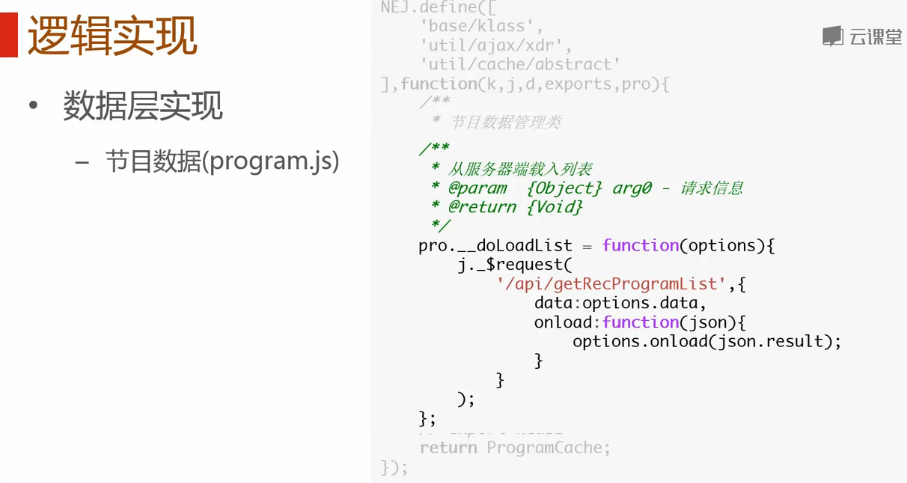 逻辑实现
• 数据层实现
– 节目数据(program.js)
云课堂
NEJ.define([
'base/klass',
'util/ajax/xdr',
'util/cache/abstract'
],function(k,j,d,exports,pro){
/**
* 节目数据管理类
/**
* 从服务器端载入列表
* @param {Object} arg0 - 请求信息
* @return {Void}
*/
pro.__doLoadList = function(options){
j._$request(
'/api/getRecProgramList',{
data:options.data,
onload:function(json){
options.onload(json.result);
}
}
);
};
return ProgramCache;
});